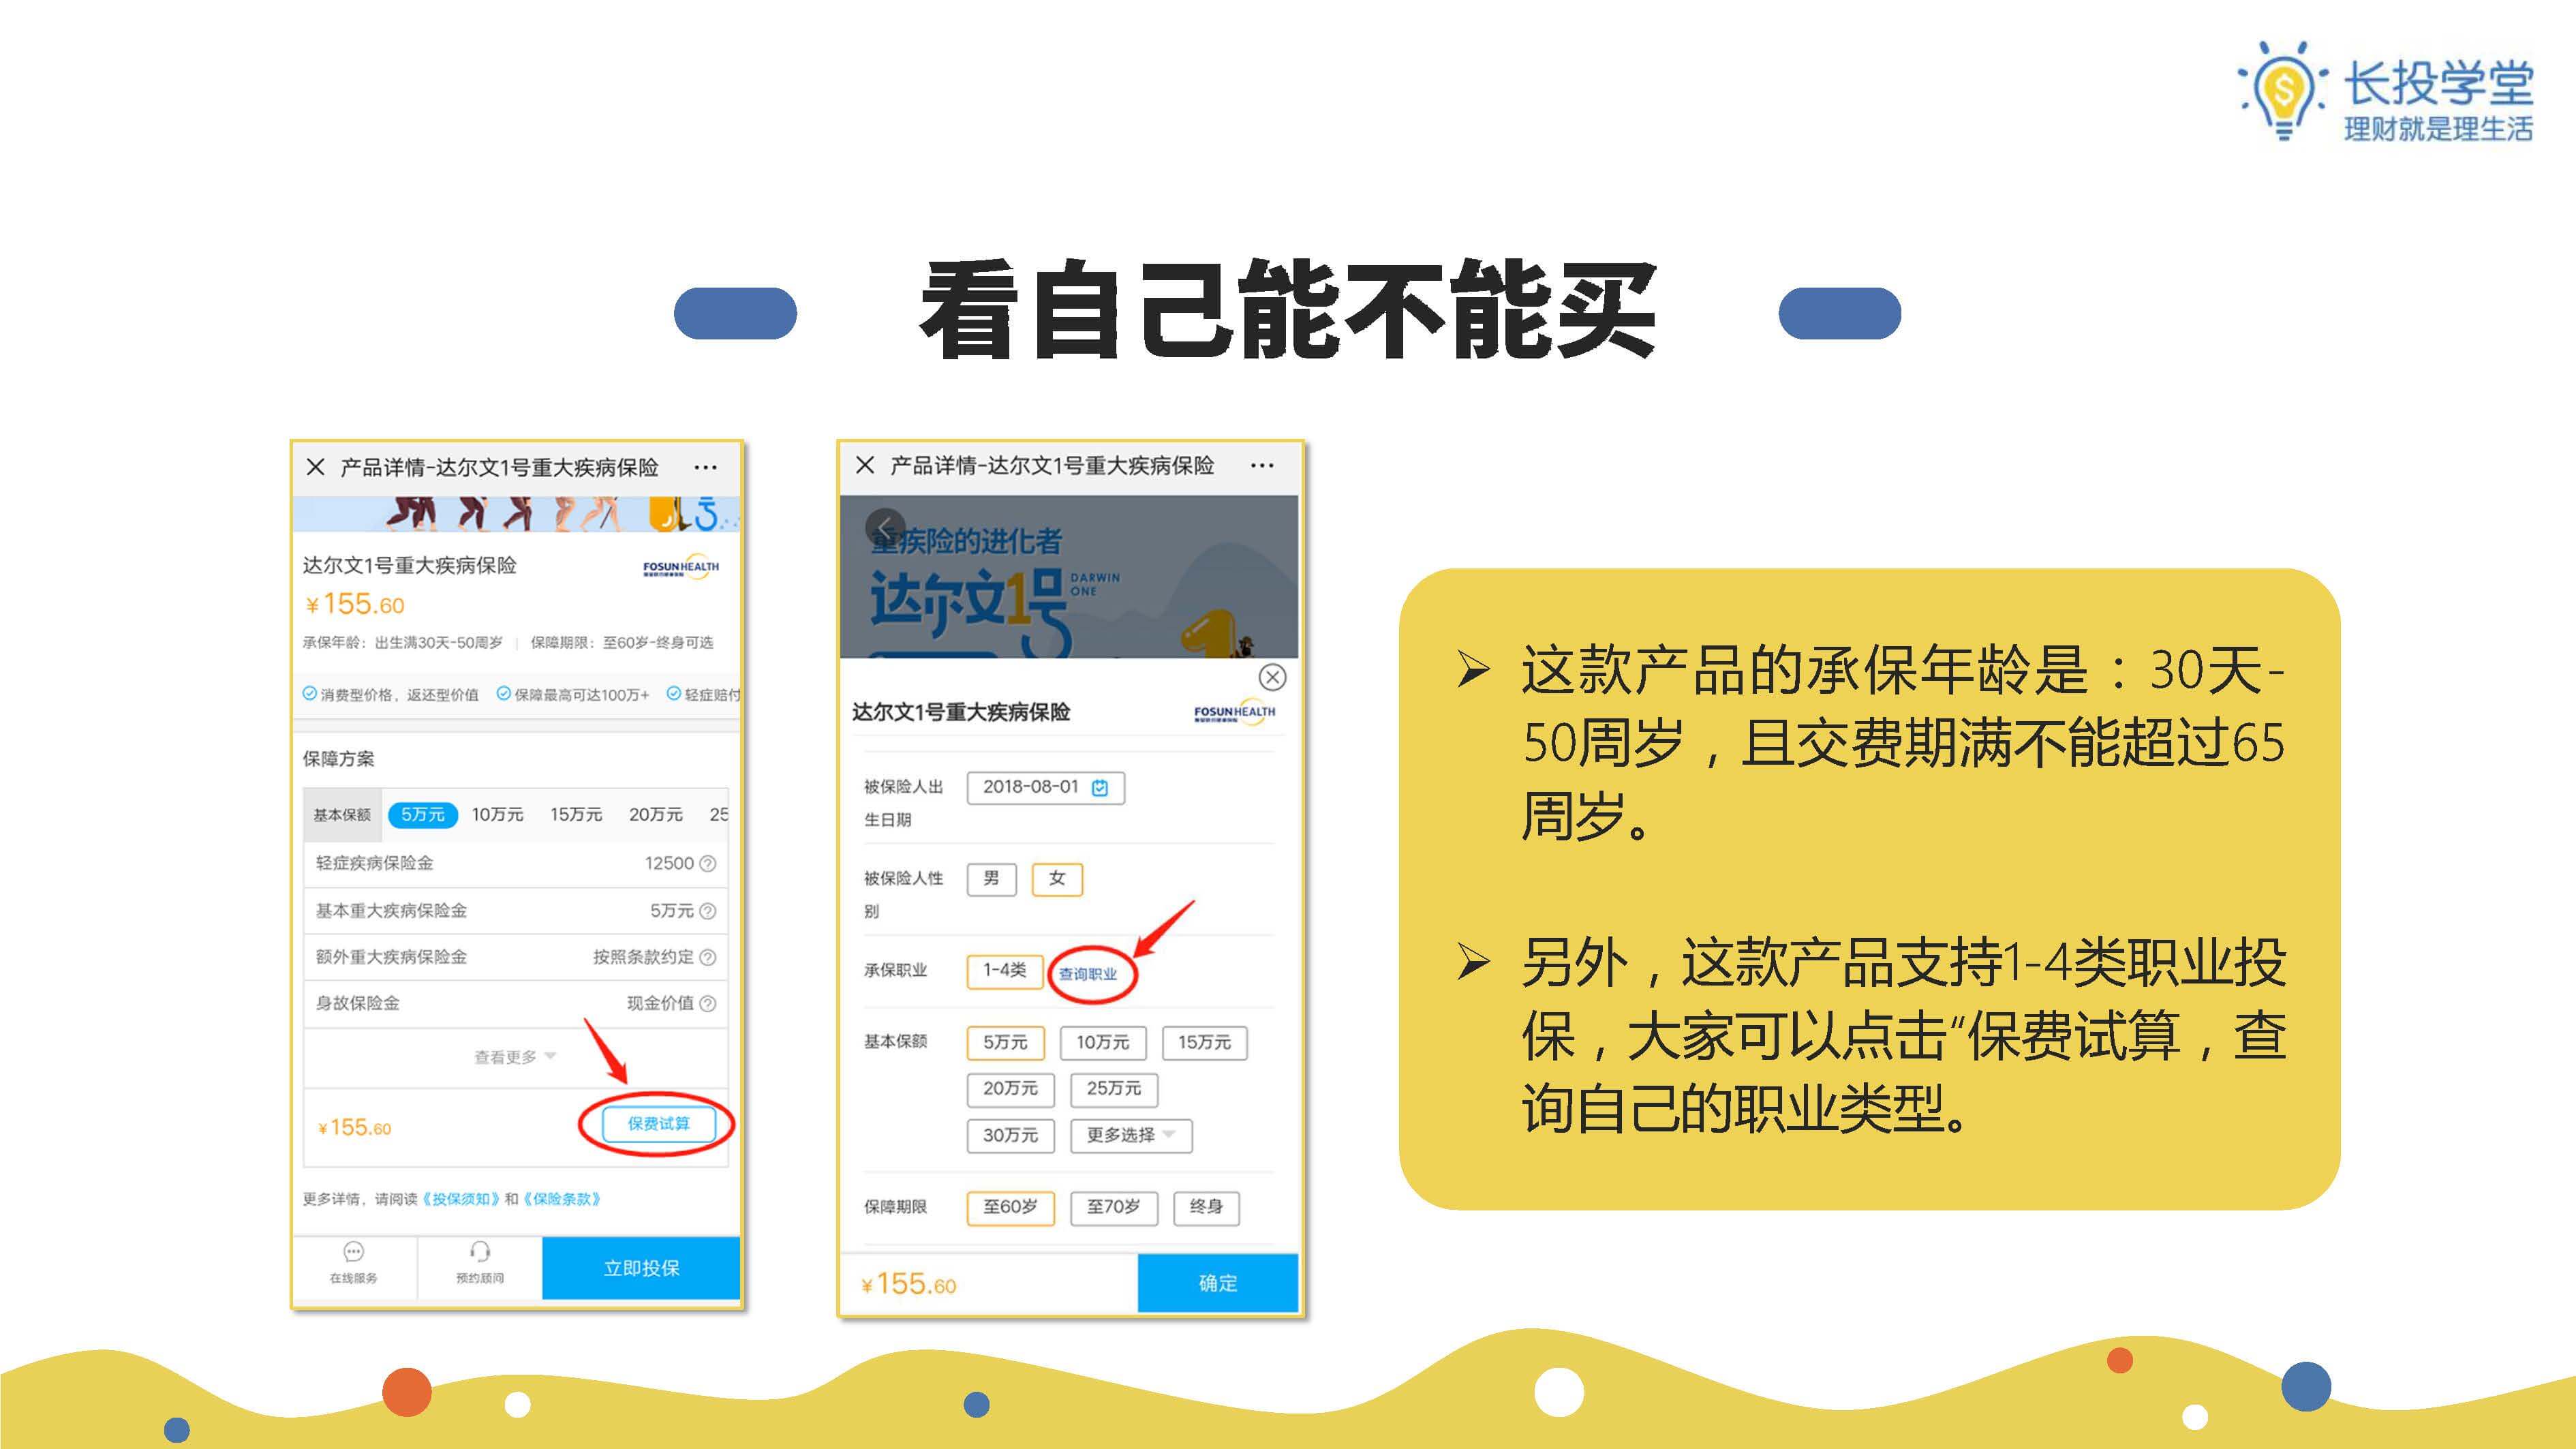 长投学堂
理财就是理生活
看自己能不能买
产品详情-达尔文1号重大疾病保险
达尔文1号重大疾病保险
FOSUN HEALTH
¥155.60
承保年龄：出生满30天-50周岁 | 保障期限：至60岁-终身可选
消费型价格，返还型价值 保障最高可达100万+ 轻症赔付
保障方案
基本保额 5万元 10万元 15万元 20万元 25
轻症疾病保险金 12500
基本重大疾病保险金 5万元
额外重大疾病保险金 按照条款约定
身故保险金 现金价值
查看更多
¥155.60 保费试算
更多详情，请阅读《投保须知》和《保险条款》
在线服务 预约顾问 立即投保
产品详情-达尔文1号重大疾病保险
重疾险的进化者
达尔文1号 DARWIN
ONE
达尔文1号重大疾病保险 FOSUN HEALTH
被保险人出
生日期
2018-08-01
被保险人性
别
男 女
承保职业 1-4类 查询职业
基本保额 5万元 10万元 15万元
20万元 25万元
30万元 更多选择
保障期限 至60岁 至70岁 终身
¥155.60 确定
➢ 这款产品的承保年龄是：30天-
50周岁，且交费期满不能超过65
周岁。
➢ 另外，这款产品支持1-4类职业投
保，大家可以点击“保费试算，查
询自己的职业类型。